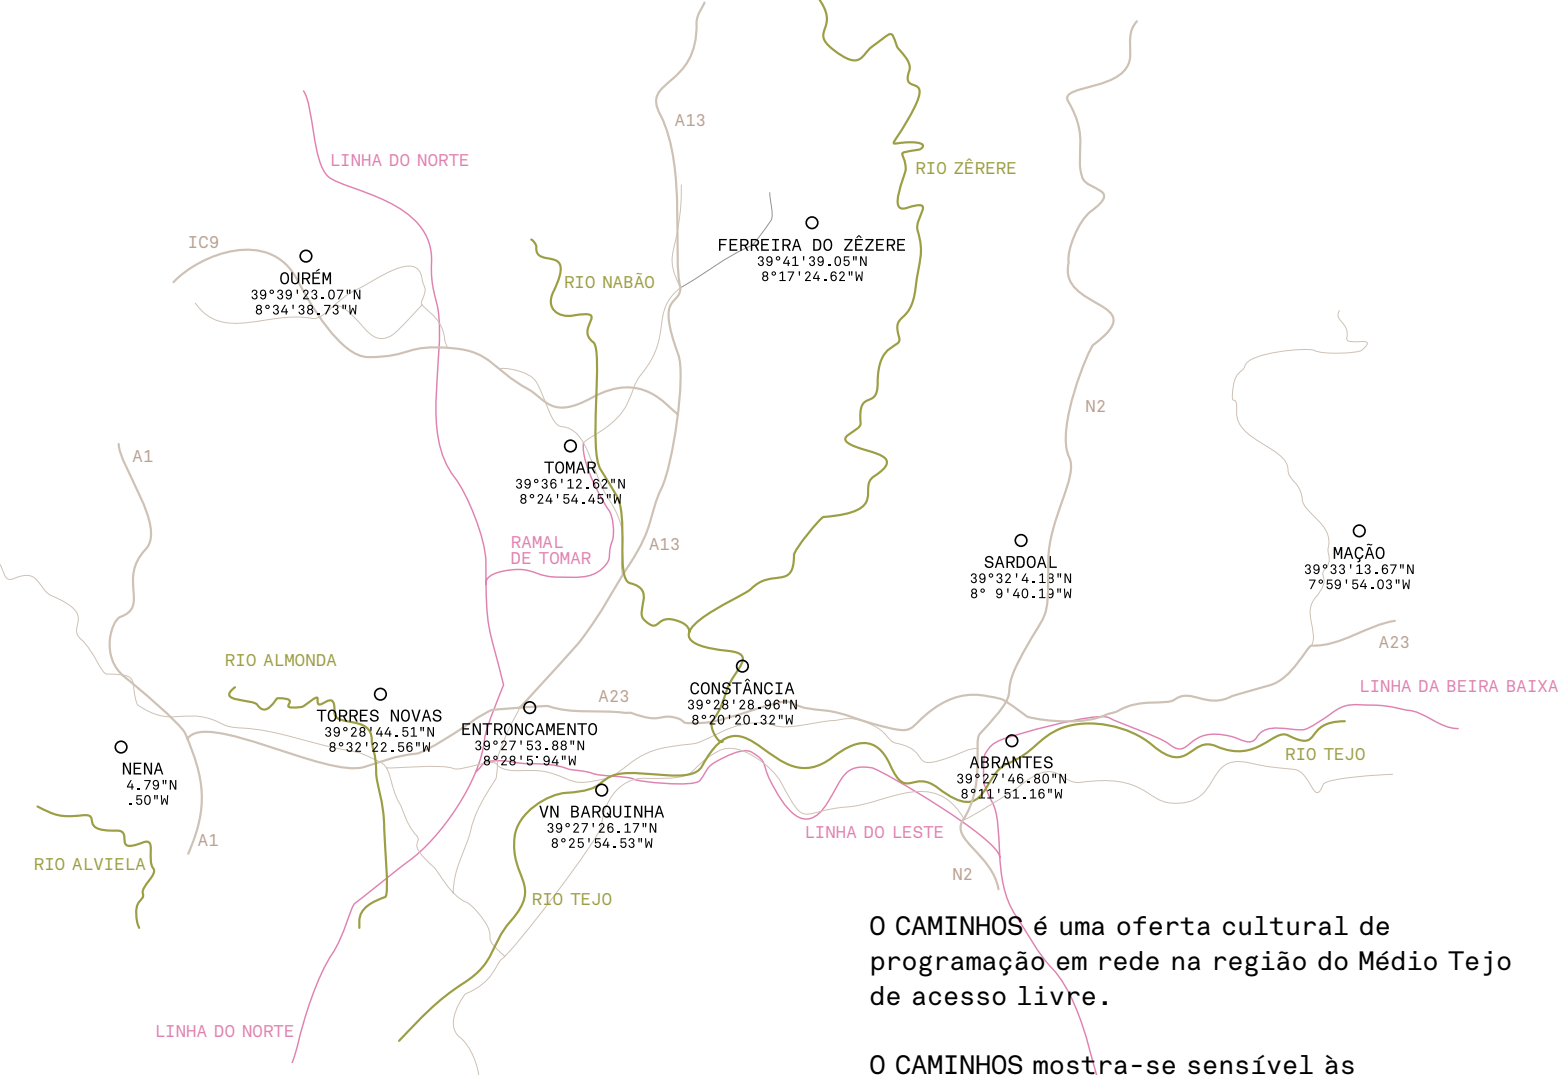 A13
LINHA DO NORTE
RIO ZÊRERE
IC9
FERREIRA DO ZÊZERE
39°41'39.05"N
8°17'24.62"W
OURÉM
39°39'23.07"N
8°34'38.73"W
RIO NABÃO
N2
A1
TOMAR
39°36'12.62"N
8°24'54.45"W
RAMAL
DE TOMAR
A13
SARDOAL
39°32'4.13"N
8° 9'40.19"W
MAÇÃO
39°33'13.67"N
7°59'54.03"W
A23
RIO ALMONDA
LINHA DA BEIRA BAIXA
CONSTÂNCIA
39°28'28.96"N
8°20'20.32"W
A23
TORRES NOVAS
39°28'44.51"N
8°32'22.56"W
ENTRONCAMENTO
39°27'53.88"N
8°28'5'94"W
RIO TEJO
NENA
4.79"N
.50"W
ABRANTES
39°27'46.80"N
8°11'51.16"W
VN BARQUINHA
39°27'26.17"N
8°25'54.53"W
LINHA DO LESTE
A1
RIO ALVIELA
N2
RIO TEJO
O CAMINHOS é uma oferta cultural de
programação em rede na região do Médio Tejo
de acesso livre.
LINHA DO NORTE
O CAMINHOS mostra-se sensível às